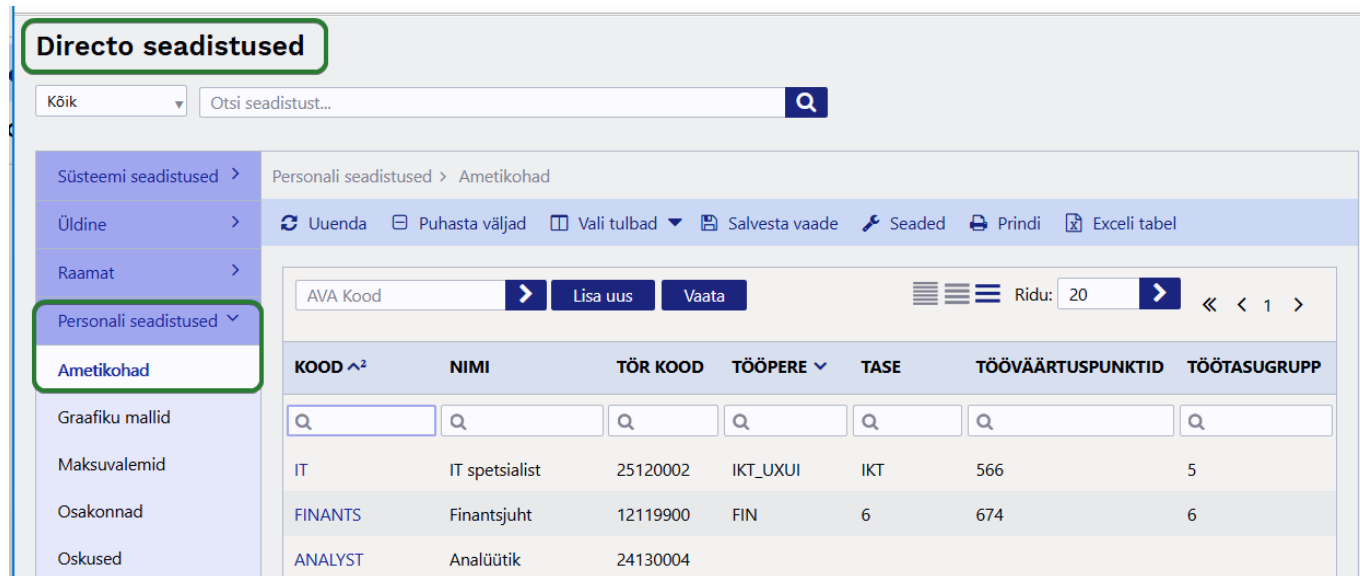 Directo seadistused
Kõik Otsi seadistust...
Süsteemi seadistused
Üldine
Raamat
Personali seadistused
Ametikohad
Graafiku mallid
Maksuvalemid
Osakonnad
Oskused
Personali seadistused > Ametikohad
Uuenda Puhasta väljad Vali tulbad Salvesta vaade Seaded Prindi Exceli tabel
AVA Kood Lisa uus Vaata Ridu: 20 « < 1 >
KOOD 2 NIMI TÖR KOOD TÖÖPERE TASE TÖÖVÄÄRTUSPUNKTID TÖÖTASUGRUPP
IT IT spetsialist 25120002 IKT_UXUI IKT 566 5
FINANTS Finantsjuht 12119900 FIN 6 674 6
ANALYST Analüütik 24130004